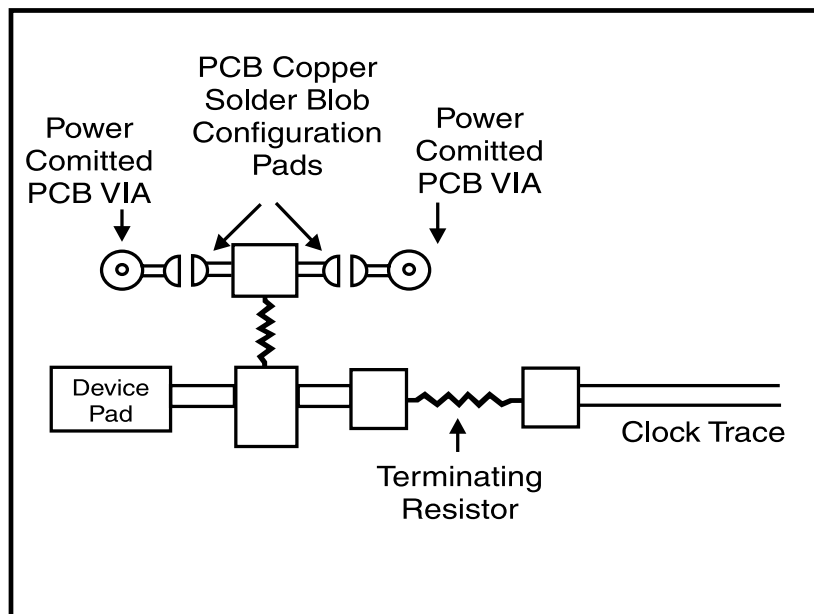 PCB Copper
Solder Blob
Configuration
Pads
Power
Comitted
PCB VIA
Power
Comitted
PCB VIA
Device
Pad
Clock Trace
Terminating
Resistor